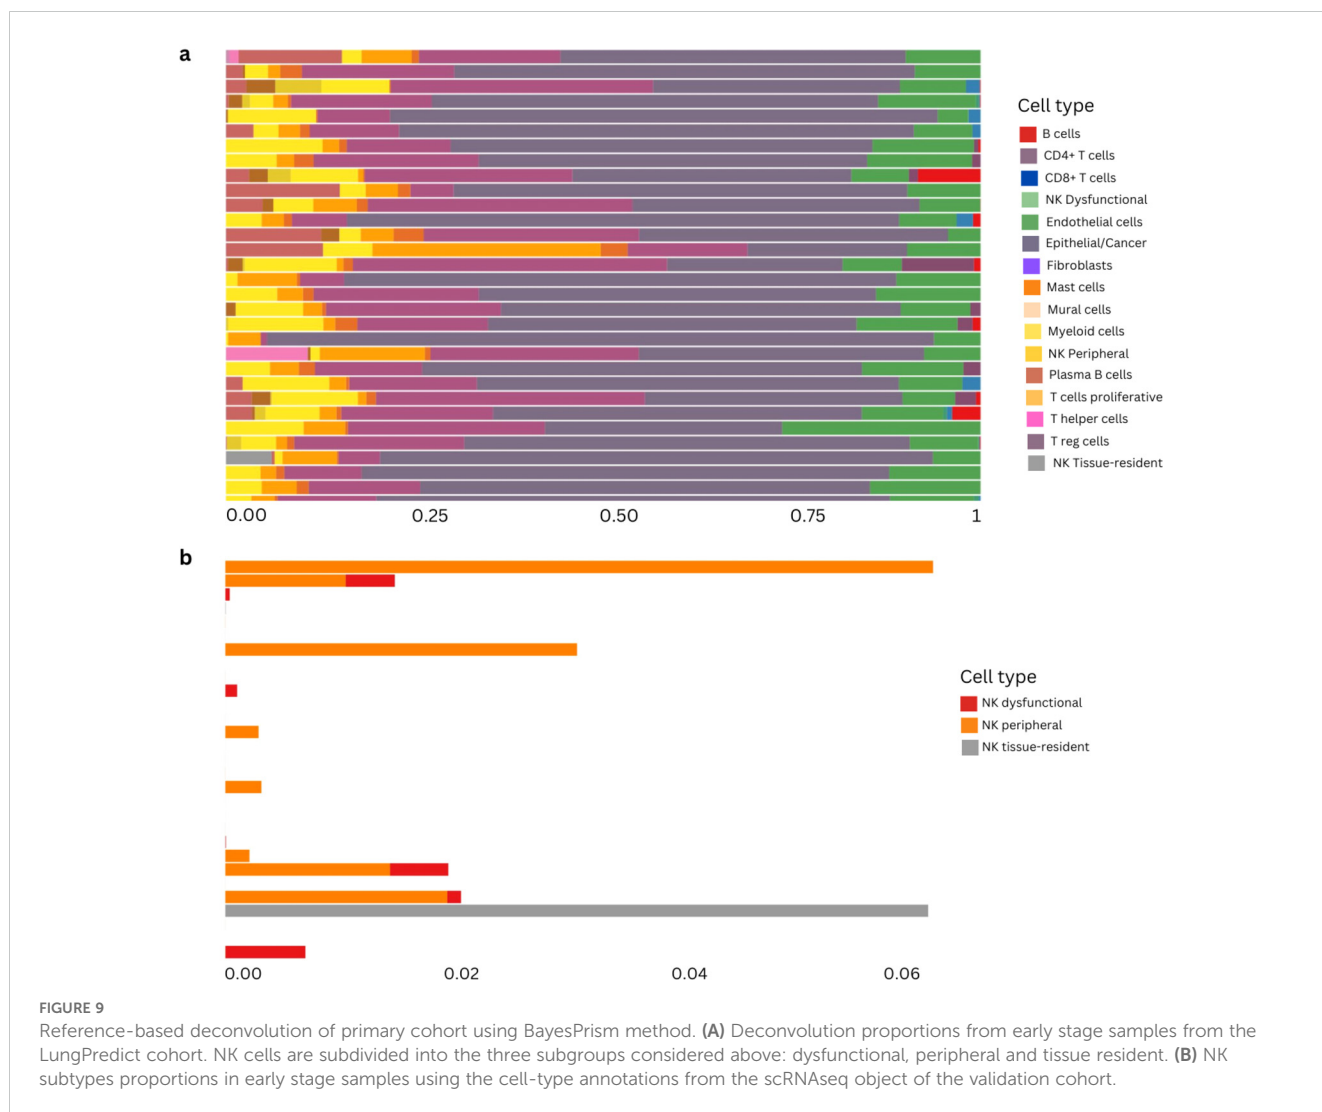 a
Cell type
B cells
CD4+ T cells
CD8+ T cells
NK Dysfunctional
Endothelial cells
Epithelial/Cancer
Fibroblasts
Mast cells
Mural cells
Myeloid cells
NK Peripheral
Plasma B cells
T cells proliferative
T helper cells
T reg cells
NK Tissue-resident
0.00 0.25 0.50 0.75 1
b
Cell type
NK dysfunctional
NK peripheral
NK tissue-resident
0.00 0.02 0.04 0.06
FIGURE 9
Reference-based deconvolution of primary cohort using BayesPrism method. (A) Deconvolution proportions from early stage samples from the
LungPredict cohort. NK cells are subdivided into the three subgroups considered above: dysfunctional, peripheral and tissue resident. (B) NK
subtypes proportions in early stage samples using the cell-type annotations from the scRNAseq object of the validation cohort.